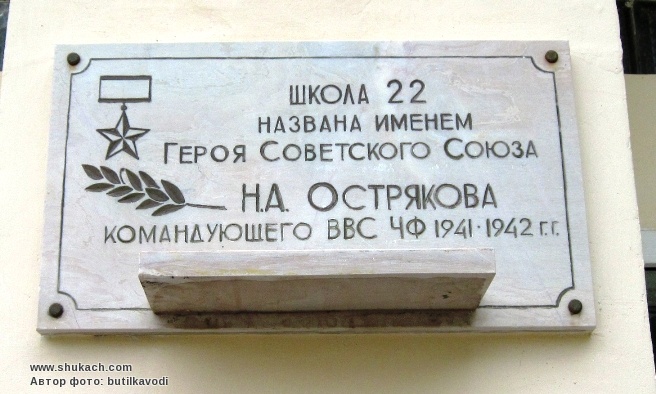 ШКОЛА 22
НАЗВАНА ИМЕНЕМ
ГЕРОЯ СОВЕТСКОГО СОЮЗА
Н.А. ОСТРЯКОВА
КОМАНДУЮЩЕГО ВВС ЧФ 1941-1942 г.г.
www.shukach.com
Автор фото: butilkavodi